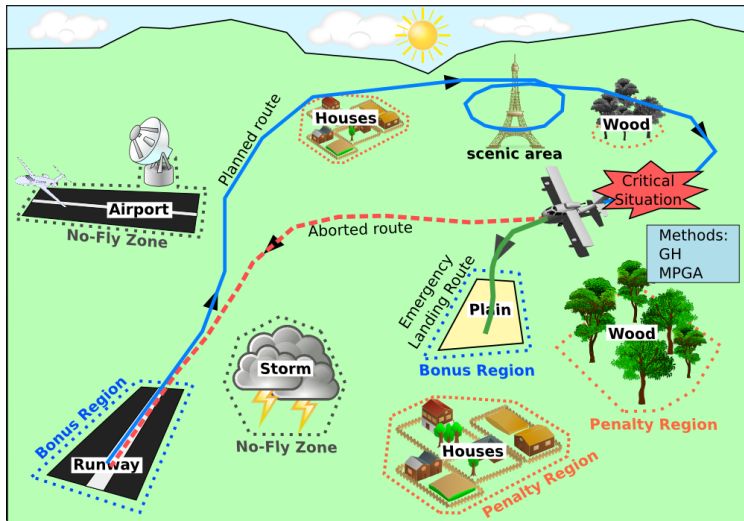 Houses
Wood
Planned route
scenic area
Critical
Situation
Airport
No-Fly Zone
Aborted route
Methods:
GH
MPGA
Emergency
Landing Route
Plain
Wood
Bonus Region
Storm
Bonus Region
Penalty Region
No-Fly Zone
Houses
Runway
Penalty Region